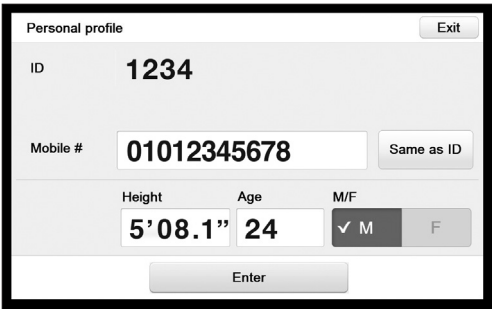 Personal profile Exit
ID 1234
Mobile # 01012345678 Same as ID
Height Age M/F
5’08.1” 24 ✓ M F
Enter